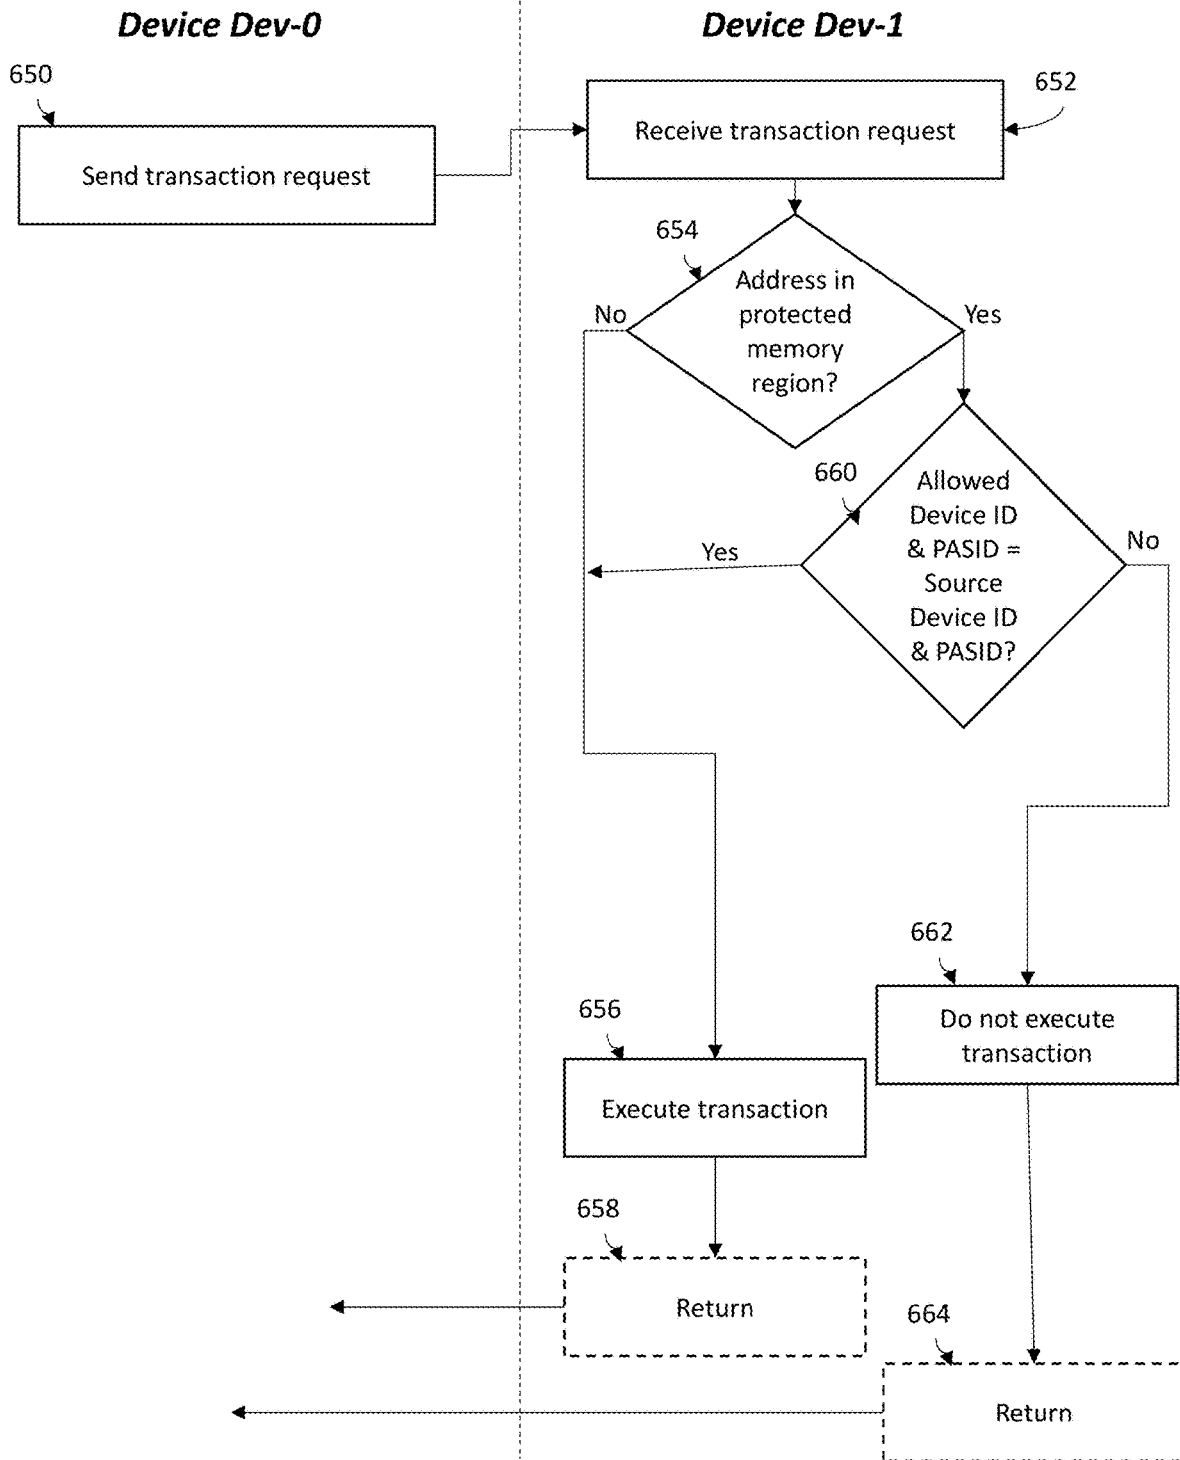 Device Dev-0
Device Dev-1
650
652
Send transaction request
Receive transaction request
654
Address in
protected
memory
region?
No
Yes
660
Allowed
Device ID
& PASID =
Source
Device ID
& PASID?
Yes
No
662
Do not execute
transaction
656
Execute transaction
658
Return
664
Return